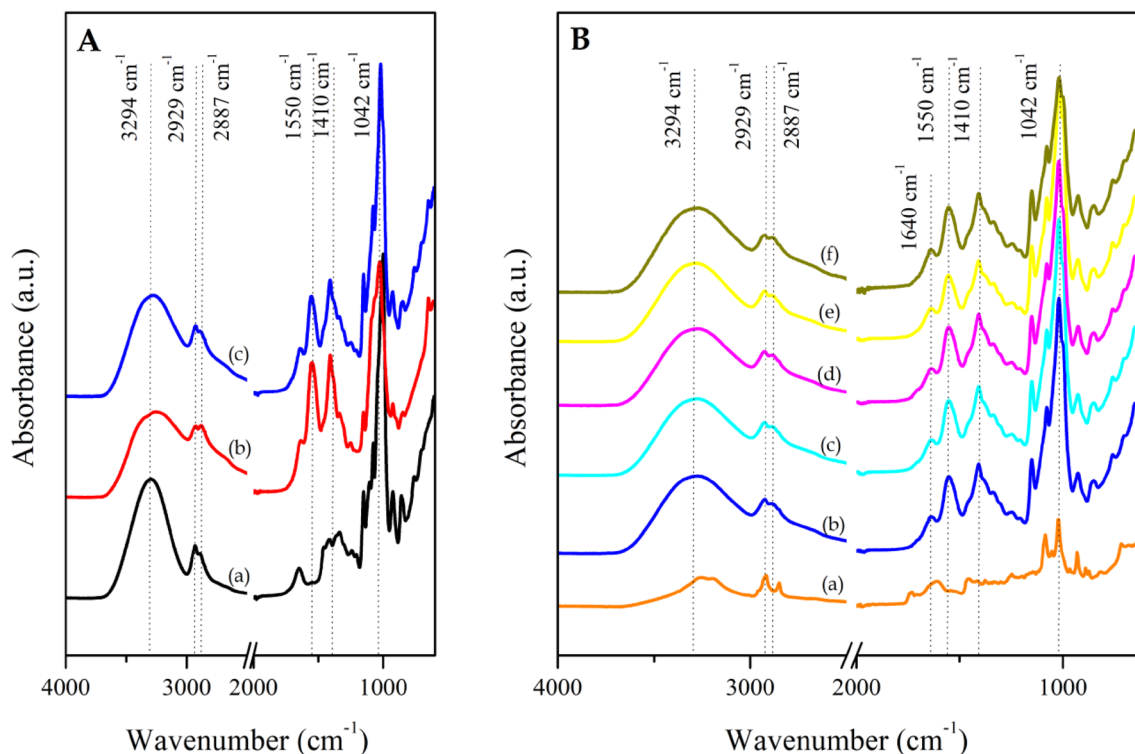 A
3294 cm⁻¹
2929 cm⁻¹
2887 cm⁻¹
1550 cm⁻¹
1410 cm⁻¹
1042 cm⁻¹
(c)
(b)
(a)
Absorbance (a.u.)
4000
3000
2000
1000
Wavenumber (cm⁻¹)
B
3294 cm⁻¹
2929 cm⁻¹
2887 cm⁻¹
1640 cm⁻¹
1550 cm⁻¹
1410 cm⁻¹
1042 cm⁻¹
(f)
(e)
(d)
(c)
(b)
(a)
Absorbance (a.u.)
4000
3000
2000
1000
Wavenumber (cm⁻¹)